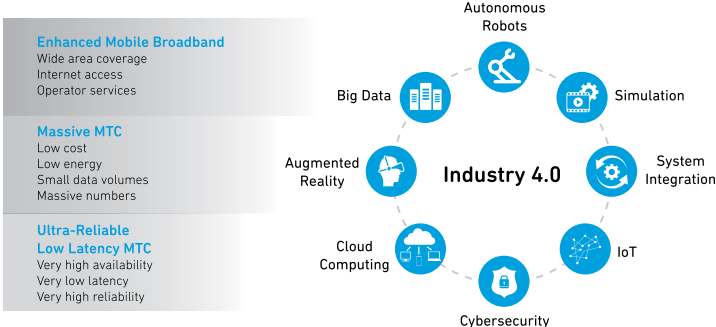 Enhanced Mobile Broadband
Wide area coverage
Internet access
Operator services
Massive MTC
Low cost
Low energy
Small data volumes
Massive numbers
Ultra-Reliable
Low Latency MTC
Very high availability
Very low latency
Very high reliability
Autonomous
Robots
Big Data
Simulation
Augmented
Reality
Industry 4.0
System
Integration
Cloud
Computing
IoT
Cybersecurity